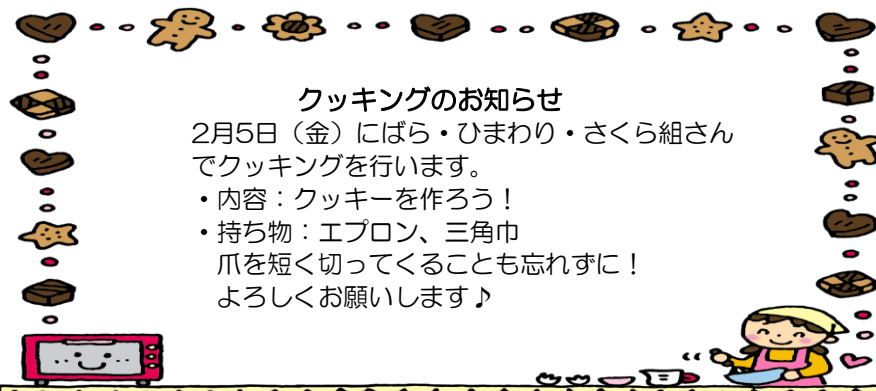 クッキングのお知らせ
2月5日（金）にばら・ひまわり・さくら組さん
でクッキングを行います。
・内容：クッキーを作ろう！
・持ち物：エプロン、三角巾
爪を短く切ってくることも忘れずに！
よろしくお願いします♪